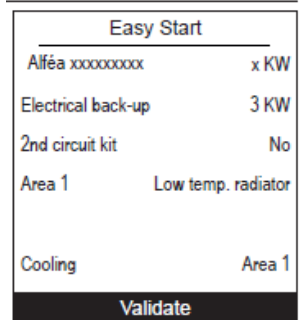 Easy Start
Alféa xxxxxxxxx x KW
Electrical back-up 3 KW
2nd circuit kit No
Area 1 Low temp. radiator
Cooling Area 1
Validate